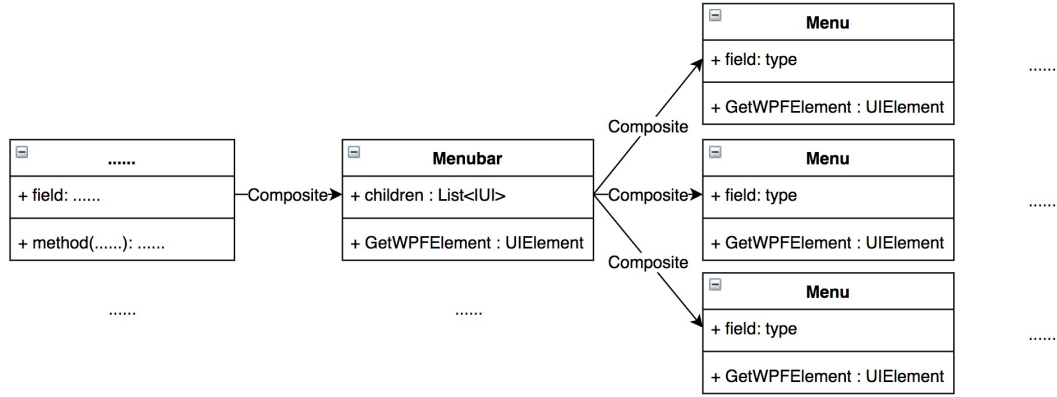 ......
+ field: ......
+ method(......): ......
......
Composite
Menubar
+ children : List<IUI>
+ GetWPFElement : UIElement
......
Composite
Composite
Composite
Menu
+ field: type
+ GetWPFElement : UIElement
......
Menu
+ field: type
+ GetWPFElement : UIElement
......
Menu
+ field: type
+ GetWPFElement : UIElement
......